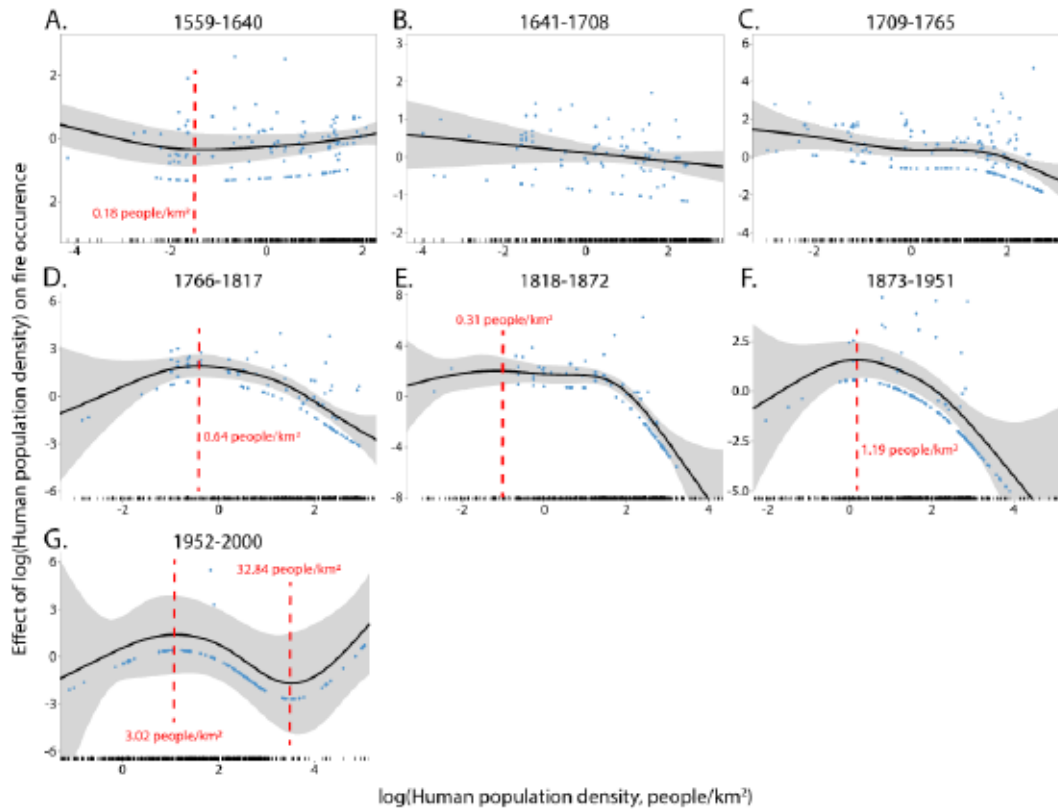 A. 1559-1640
B. 1641-1708
C. 1709-1765
2
0
2
-4 -2 0
0.18 people/km²
3
2
1
0
-1
-2
-4 -2 0 2
6
4
2
0
-2
-4
-2 0 2
Effect of log(Human population density) on fire occurence
D. 1766-1817
E. 1818-1872
F. 1873-1951
6
3
0
-3
-6
-2 0 2
0.64 people/km²
8
4
0
-4
-8
-2 0 2 4
0.31 people/km²
2.5
0.0
-2.5
-5.0
-2 0 2 4
1.19 people/km²
G. 1952-2000
6
3
0
-3
-6
0 2 4
32.84 people/km²
3.02 people/km²
log(Human population density, people/km²)